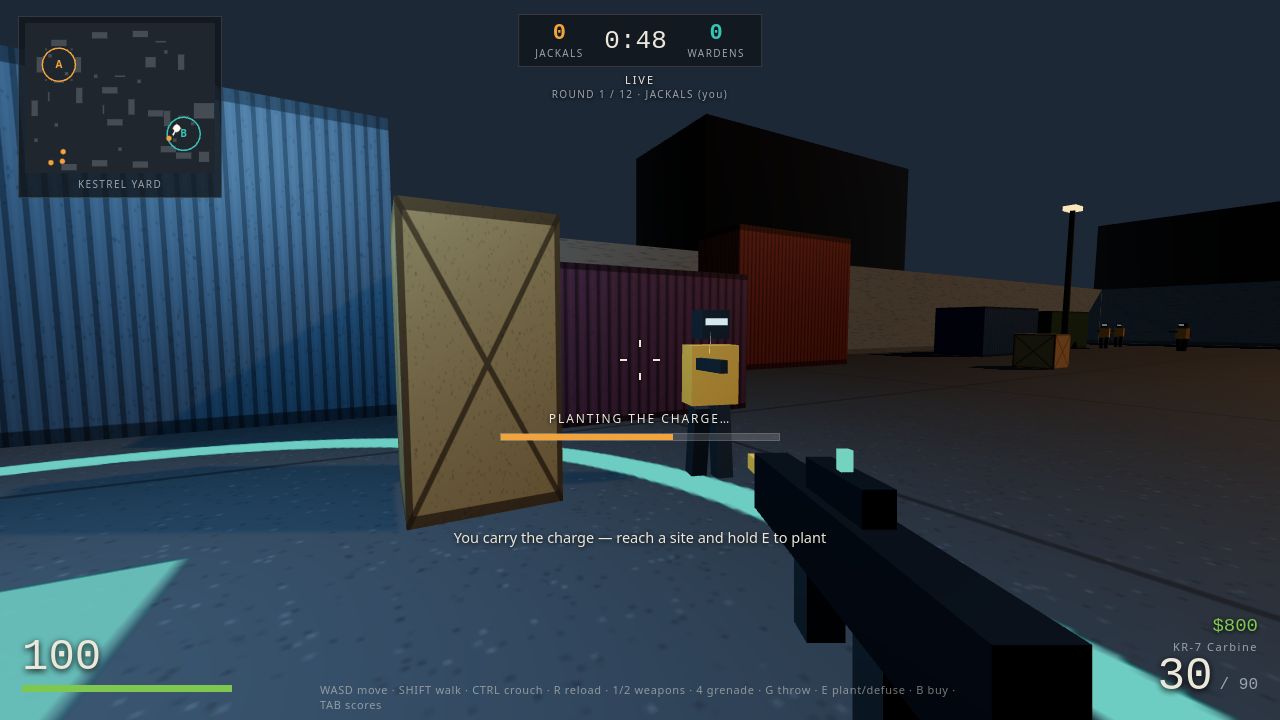 A
B
KESTREL YARD
0
JACKALS
0:48
0
WARDENS
LIVE
ROUND 1 / 12 · JACKALS (you)
PLANTING THE CHARGE…
You carry the charge — reach a site and hold E to plant
100
$800
KR-7 Carbine
30 / 90
WASD move · SHIFT walk · CTRL crouch · R reload · 1/2 weapons · 4 grenade · G throw · E plant/defuse · B buy ·
TAB scores